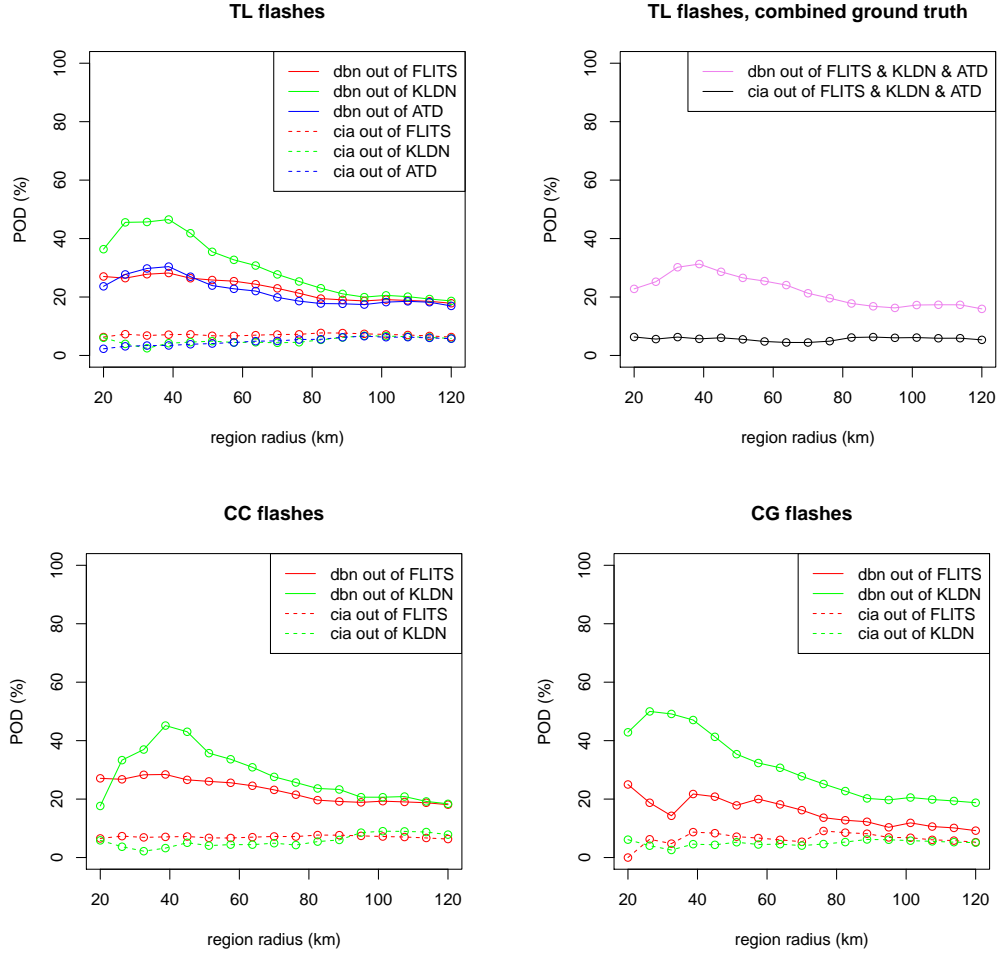 TL flashes
POD (%)
0
20
40
60
80
100
dbn out of FLITS
dbn out of KLDN
dbn out of ATD
cia out of FLITS
cia out of KLDN
cia out of ATD
20
40
60
80
100
120
region radius (km)
TL flashes, combined ground truth
POD (%)
0
20
40
60
80
100
dbn out of FLITS & KLDN & ATD
cia out of FLITS & KLDN & ATD
20
40
60
80
100
120
region radius (km)
CC flashes
POD (%)
0
20
40
60
80
100
dbn out of FLITS
dbn out of KLDN
cia out of FLITS
cia out of KLDN
20
40
60
80
100
120
region radius (km)
CG flashes
POD (%)
0
20
40
60
80
100
dbn out of FLITS
dbn out of KLDN
cia out of FLITS
cia out of KLDN
20
40
60
80
100
120
region radius (km)